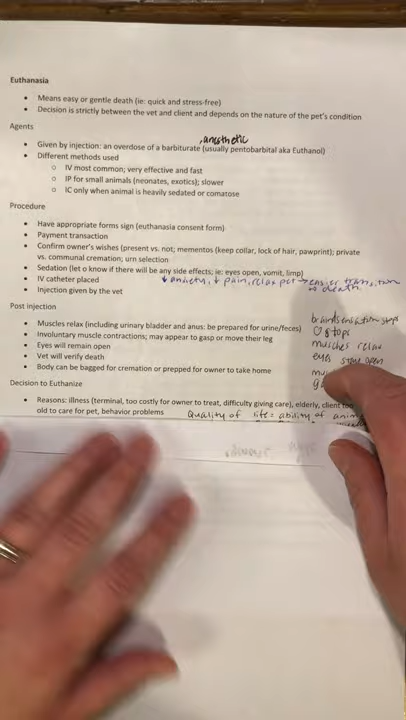 Euthanasia
• Means easy or gentle death (ie: quick and stress-free)
• Decision is strictly between the vet and client and depends on the nature of the pet's condition
Agents
, anesthetic
• Given by injection: an overdose of a barbiturate (usually pentobarbital aka Euthanol)
• Different methods used
o IV most common; very effective and fast
o IP for small animals (neonates, exotics); slower
o IC only when animal is heavily sedated or comatose
Procedure
• Have appropriate forms sign (euthanasia consent form)
• Payment transaction
• Confirm owner's wishes (present vs. not; mementos (keep collar, lock of hair, pawprint); private
vs. communal cremation; urn selection
• Sedation (let o know if there will be any side effects; ie: eyes open, vomit, limp)
• IV catheter placed ↓ anxiety, ↓ pain, relax pet → easier transition
to death
• Injection given by the vet
Post injection
• Muscles relax (including urinary bladder and anus: be prepared for urine/feces)
• Involuntary muscle contractions; may appear to gasp or move their leg
• Eyes will remain open
• Vet will verify death
• Body can be bagged for cremation or prepped for owner to take home
stops
♡ stops
muscles relax
eyes stay open
Decision to Euthanize
• Reasons: illness (terminal, too costly for owner to treat, difficulty giving care), elderly, client too
old to care for pet, behavior problems Quality of life = ability of